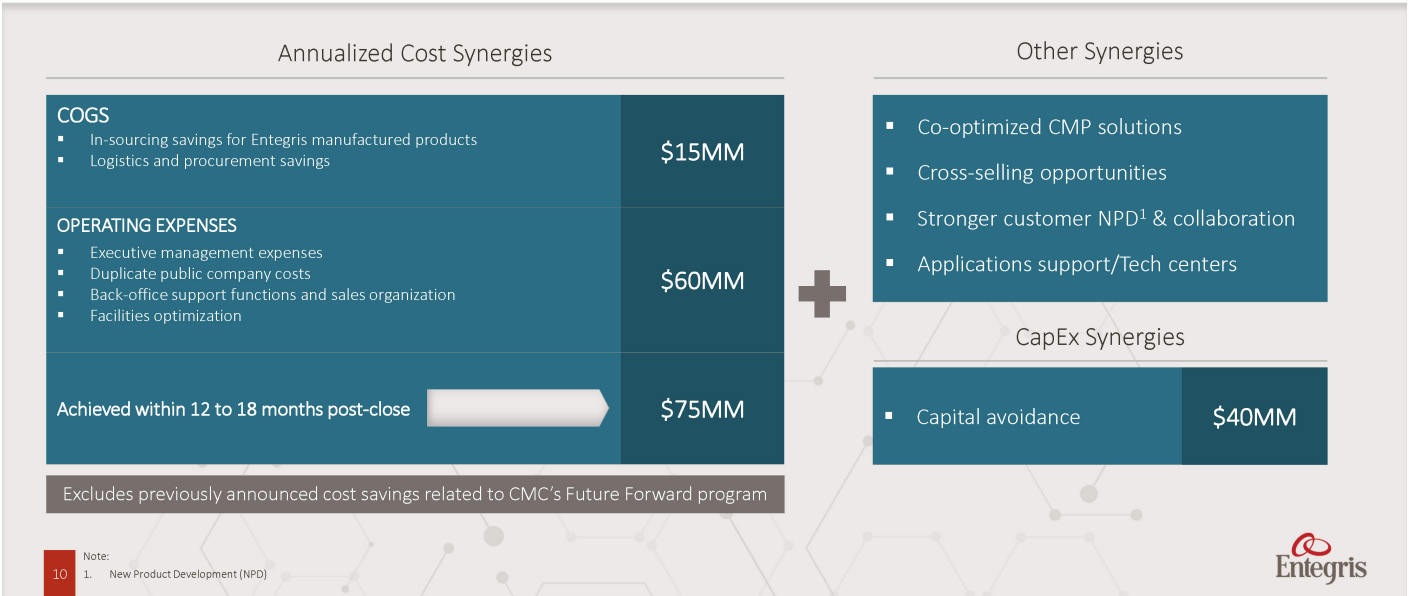 Annualized Cost Synergies
COGS
▪ In-sourcing savings for Entegris manufactured products
▪ Logistics and procurement savings
$15MM
OPERATING EXPENSES
▪ Executive management expenses
▪ Duplicate public company costs
▪ Back-office support functions and sales organization
▪ Facilities optimization
$60MM
Achieved within 12 to 18 months post-close
$75MM
Excludes previously announced cost savings related to CMC’s Future Forward program
Other Synergies
▪ Co-optimized CMP solutions
▪ Cross-selling opportunities
▪ Stronger customer NPD¹ & collaboration
▪ Applications support/Tech centers
CapEx Synergies
▪ Capital avoidance
$40MM
Note:
1. New Product Development (NPD)
10
Entegris